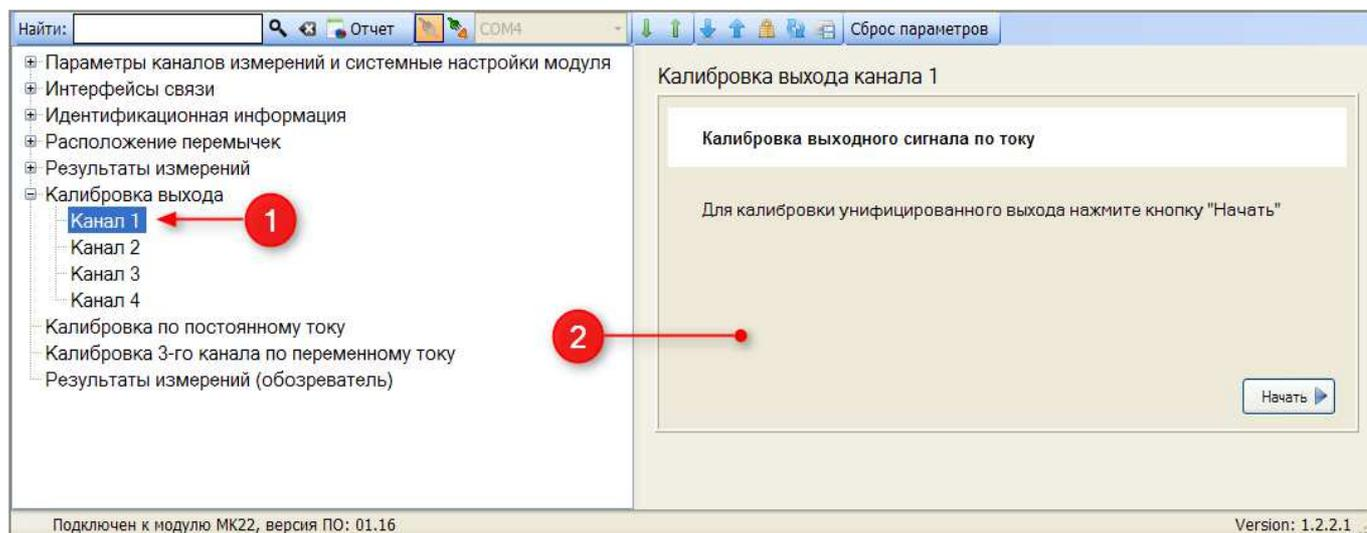 Найти: Отчет COM4 Сброс параметров
Параметры каналов измерений и системные настройки модуля
Интерфейсы связи
Идентификационная информация
Расположение перемычек
Результаты измерений
Калибровка выхода
Канал 1
1
Канал 2
Канал 3
Канал 4
Калибровка по постоянному току
Калибровка 3-го канала по переменному току
Результаты измерений (обозреватель)
Калибровка выхода канала 1
Калибровка выходного сигнала по току
Для калибровки унифицированного выхода нажмите кнопку "Начать"
2
Начать
Подключен к модулю МК22, версия ПО: 01.16
Version: 1.2.2.1